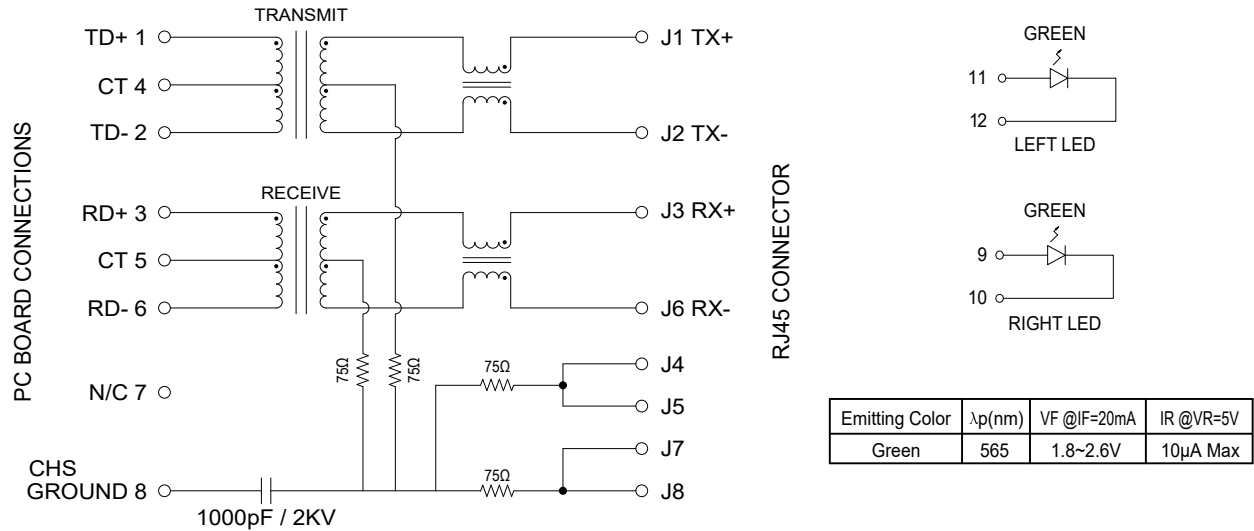 TRANSMIT
TD+ 1
CT 4
TD- 2
J1 TX+
J2 TX-
PC BOARD CONNECTIONS
RECEIVE
RD+ 3
CT 5
RD- 6
J3 RX+
J6 RX-
RJ45 CONNECTOR
N/C 7
75Ω
75Ω
75Ω
J4
J5
CHS
GROUND 8
1000pF / 2KV
75Ω
J7
J8
GREEN
11
12
LEFT LED
GREEN
9
10
RIGHT LED
Emitting Color λp(nm) VF @IF=20mA IR @VR=5V
Green 565 1.8~2.6V 10µA Max